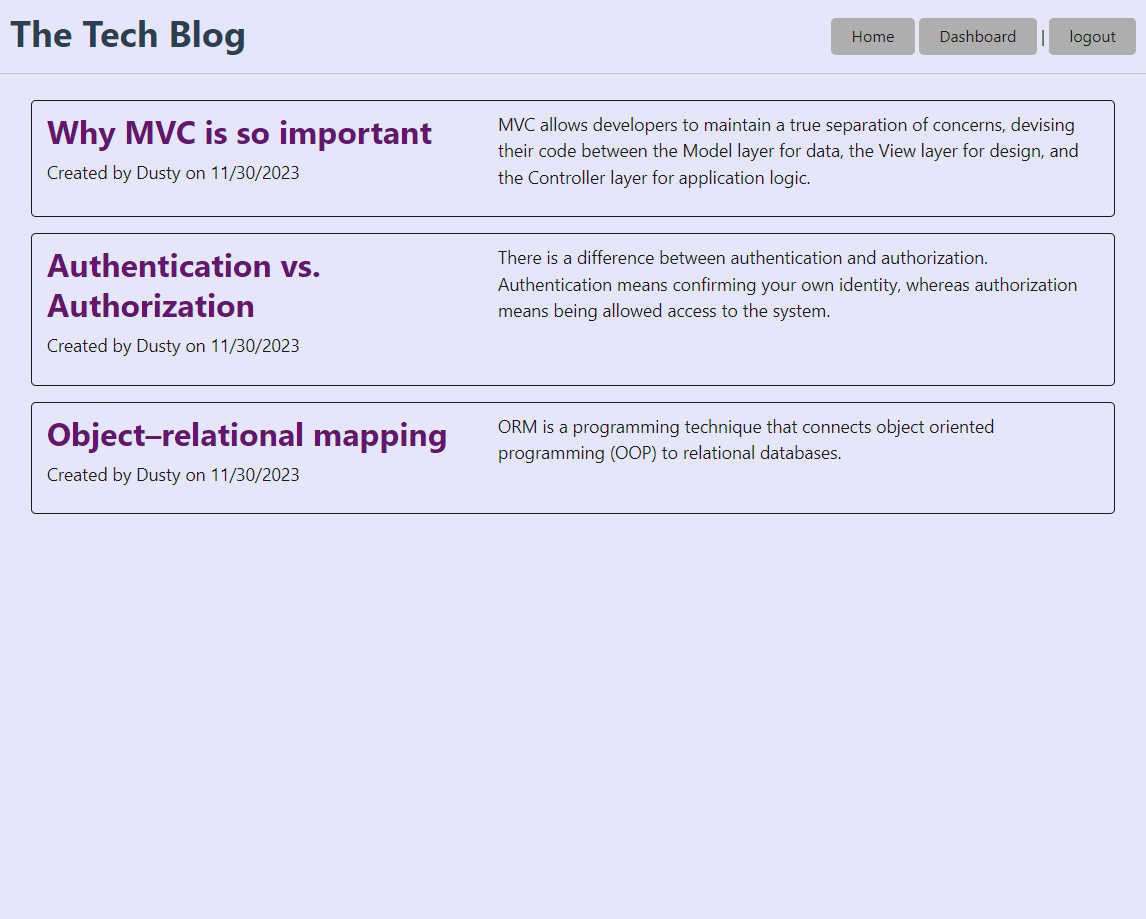 The Tech Blog
Home
Dashboard
|
logout
Why MVC is so important
Created by Dusty on 11/30/2023
MVC allows developers to maintain a true separation of concerns, devising
their code between the Model layer for data, the View layer for design, and
the Controller layer for application logic.
Authentication vs.
Authorization
Created by Dusty on 11/30/2023
There is a difference between authentication and authorization.
Authentication means confirming your own identity, whereas authorization
means being allowed access to the system.
Object–relational mapping
Created by Dusty on 11/30/2023
ORM is a programming technique that connects object oriented
programming (OOP) to relational databases.